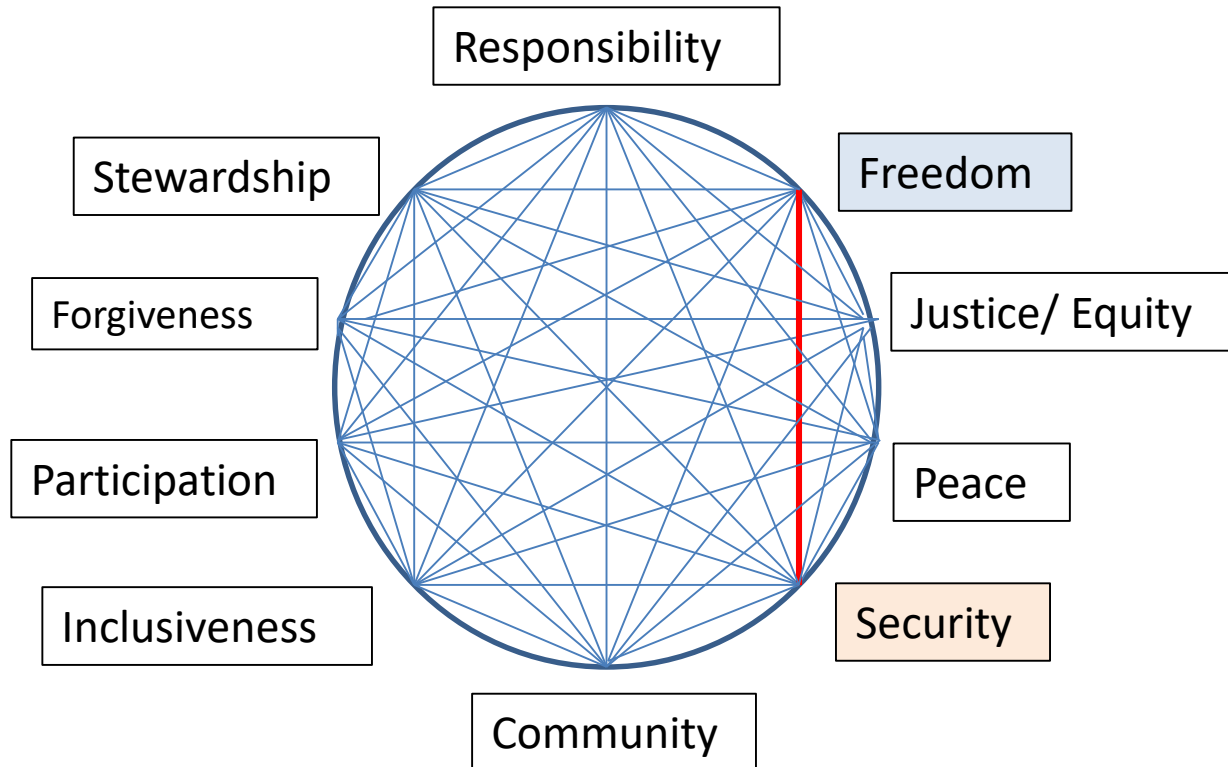 Responsibility
Stewardship
Freedom
Forgiveness
Justice/ Equity
Participation
Peace
Inclusiveness
Security
Community